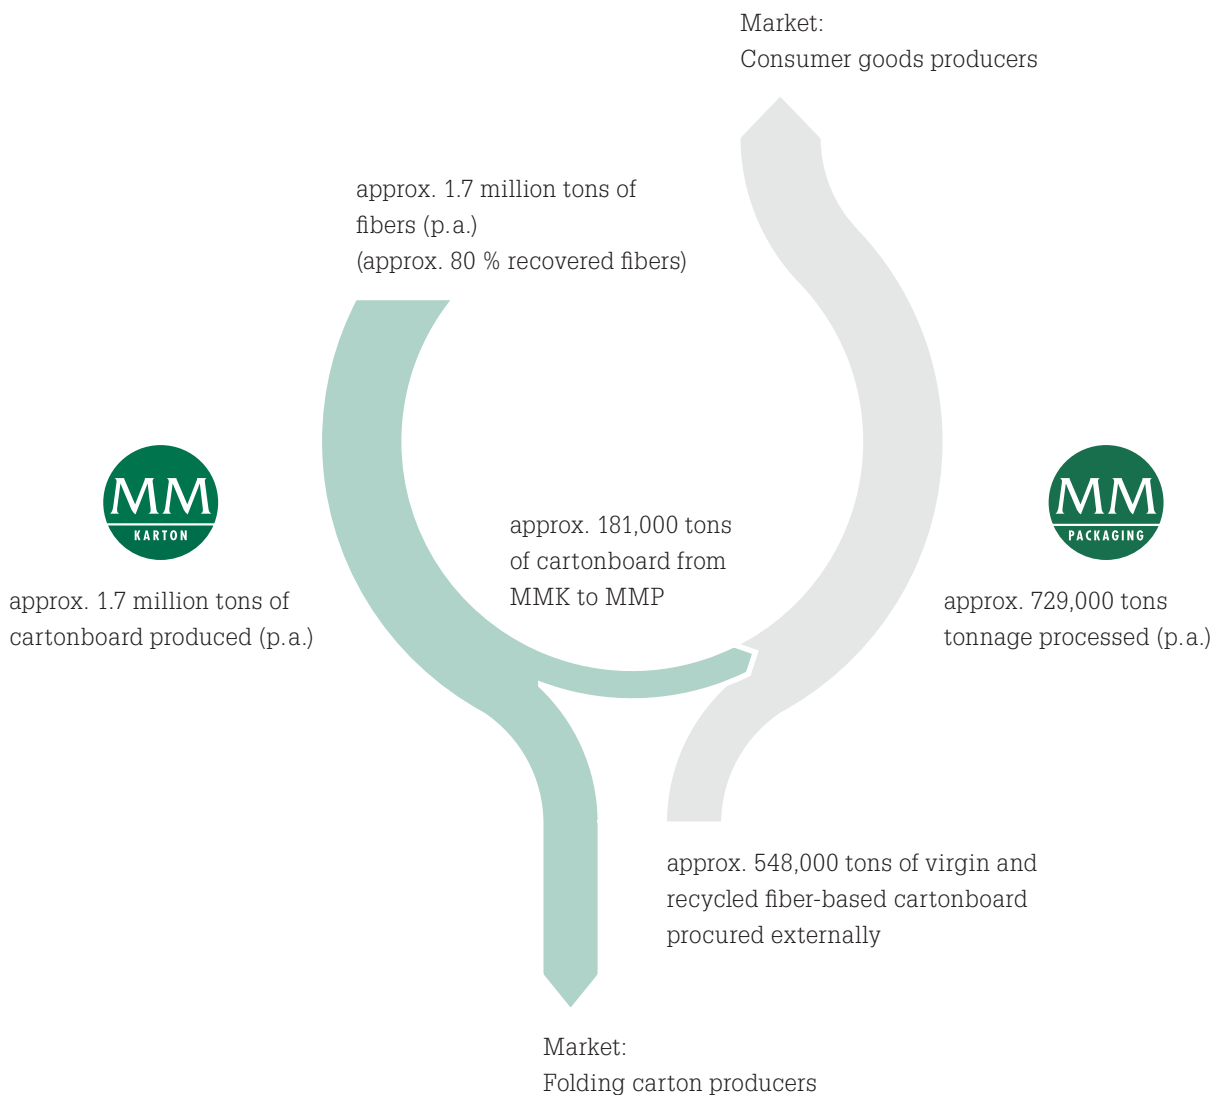 Market:
Consumer goods producers
approx. 1.7 million tons of
fibers (p.a.)
(approx. 80 % recovered fibers)
MM
KARTON
approx. 1.7 million tons of
cartonboard produced (p.a.)
approx. 181,000 tons
of cartonboard from
MMK to MMP
MM
PACKAGING
approx. 729,000 tons
tonnage processed (p.a.)
approx. 548,000 tons of virgin and
recycled fiber-based cartonboard
procured externally
Market:
Folding carton producers